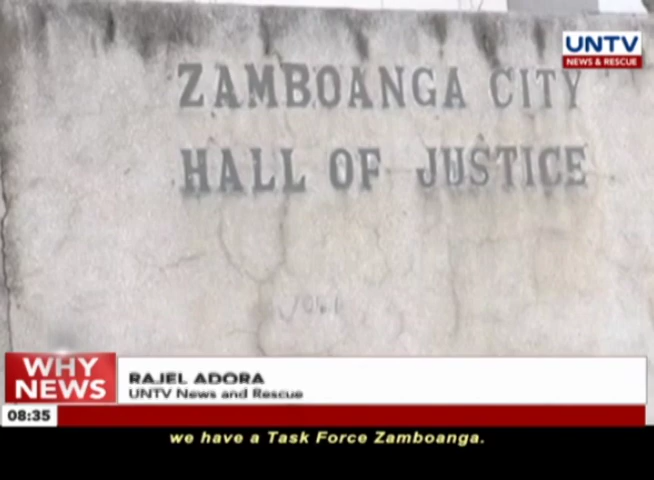 UNTV
NEWS & RESCUE
ZAMBOANGA CITY
HALL OF JUSTICE
WHY
NEWS
RAJEL ADORA
UNTV News and Rescue
08:35
we have a Task Force Zamboanga.